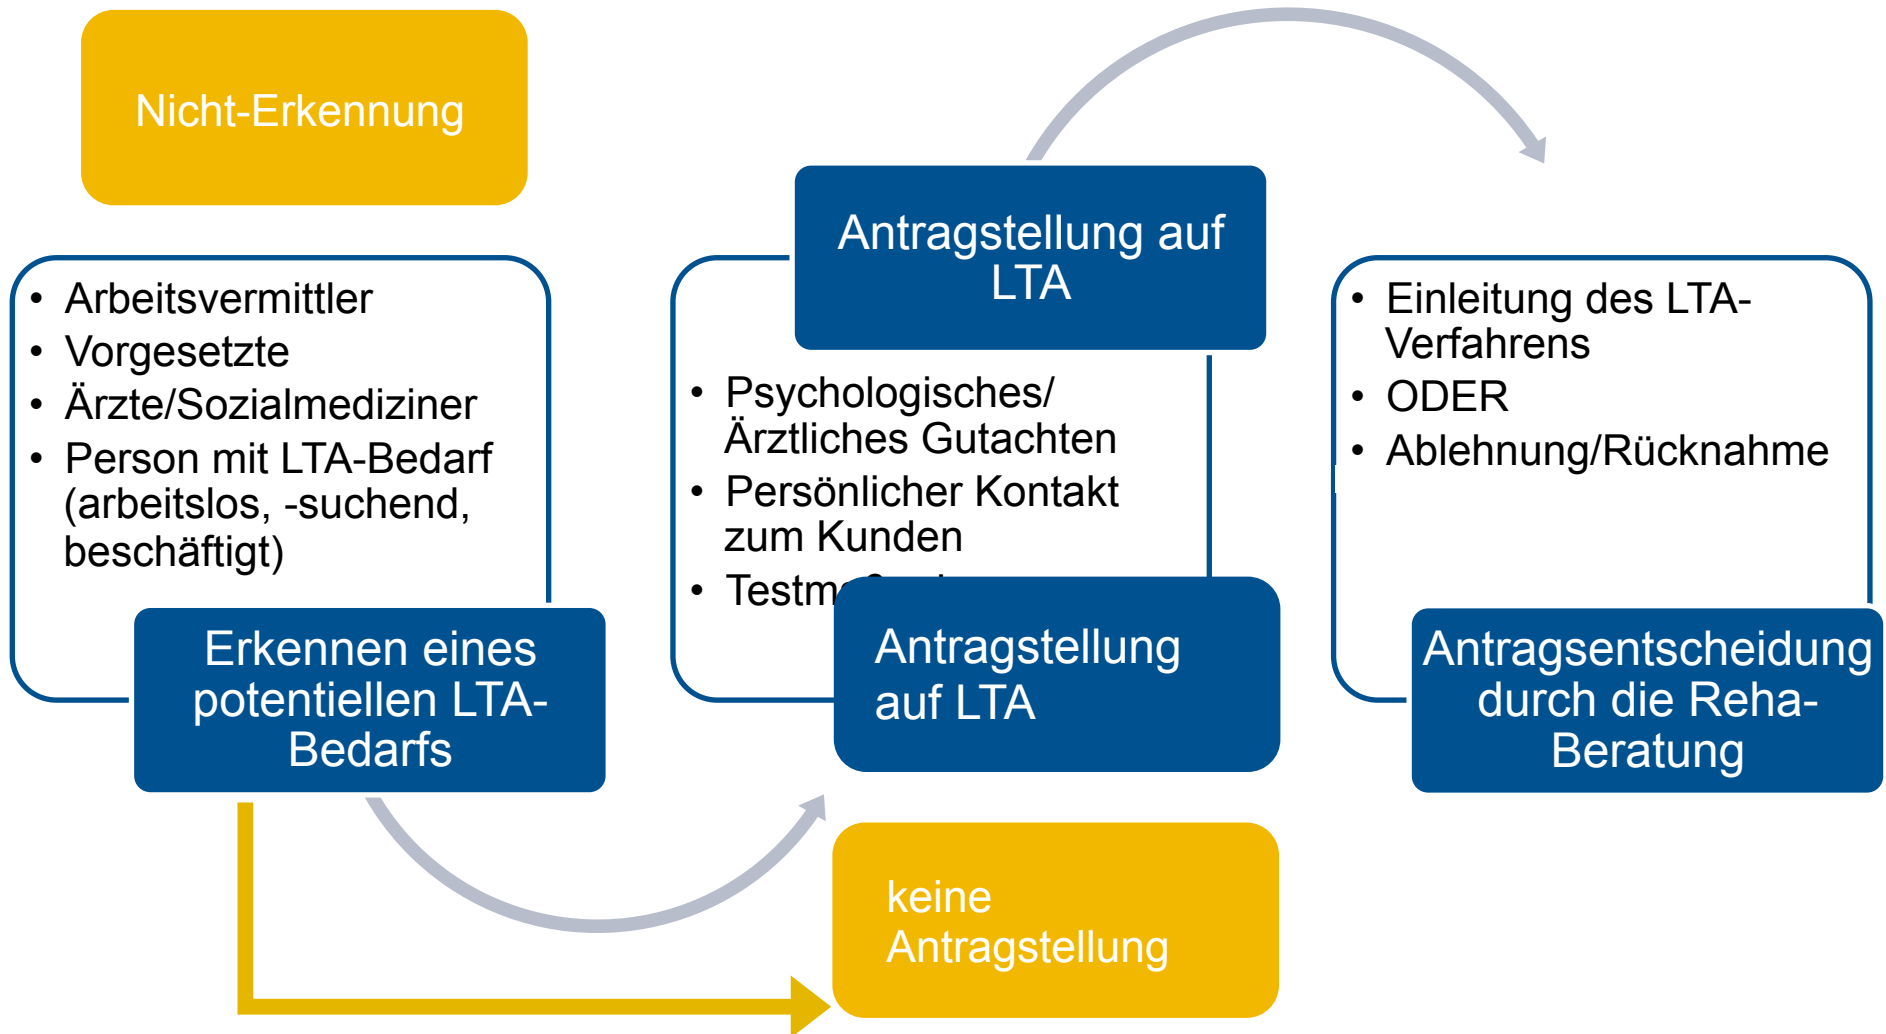 Nicht-Erkennung
• Arbeitsvermittler
• Vorgesetzte
• Ärzte/Sozialmediziner
• Person mit LTA-Bedarf
(arbeitslos, -suchend,
beschäftigt)
Erkennen eines
potentiellen LTA-
Bedarfs
Antragstellung auf
LTA
• Psychologisches/
Ärztliches Gutachten
• Persönlicher Kontakt
zum Kunden
•
Antragstellung
auf LTA
keine
Antragstellung
• Einleitung des LTA-
Verfahrens
• ODER
• Ablehnung/Rücknahme
Antragsentscheidung
durch die Reha-
Beratung